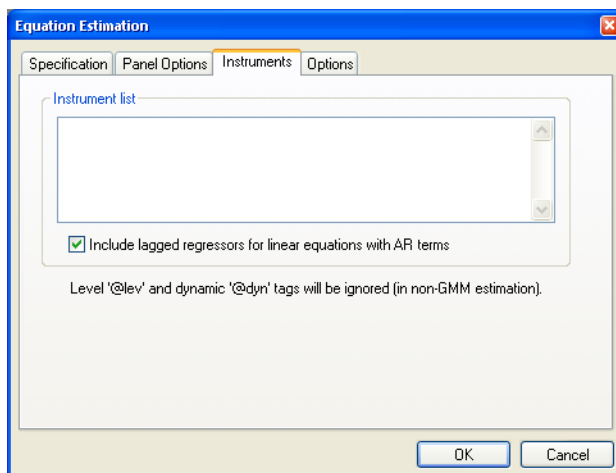 Equation Estimation
Specification
Panel Options
Instruments
Options
Instrument list
Include lagged regressors for linear equations with AR terms
Level '@lev' and dynamic '@dyn' tags will be ignored (in non-GMM estimation).
OK
Cancel